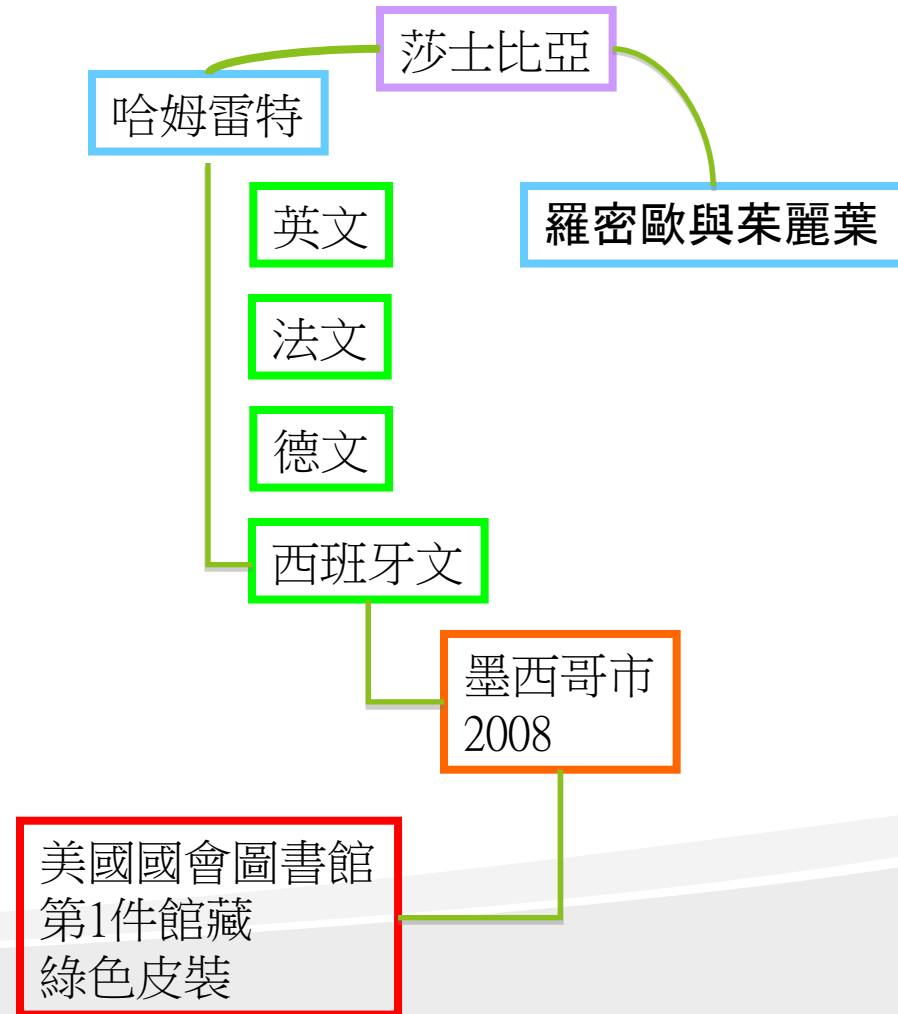 莎士比亞
哈姆雷特
羅密歐與茱麗葉
英文
法文
德文
西班牙文
墨西哥市
2008
美國國會圖書館
第1件館藏
綠色皮裝